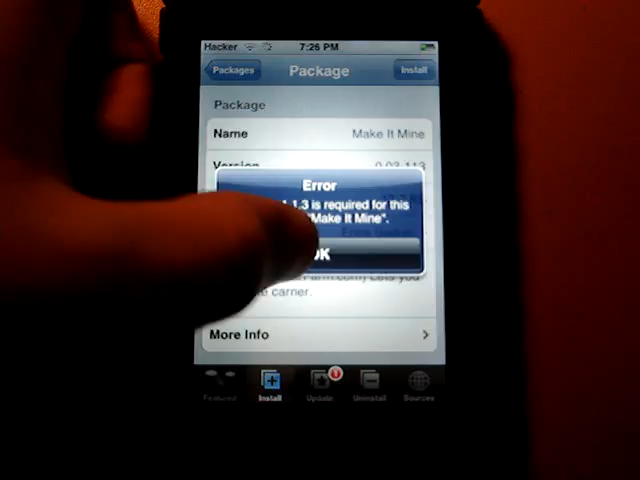 Hacker 7:26 PM
Packages Package Install
Package
Name Make It Mine
Version 0.03-113
Error
1.1.3 is required for this
"Make It Mine".
OK
carrier.
More Info
Featured Install Update Uninstall Sources